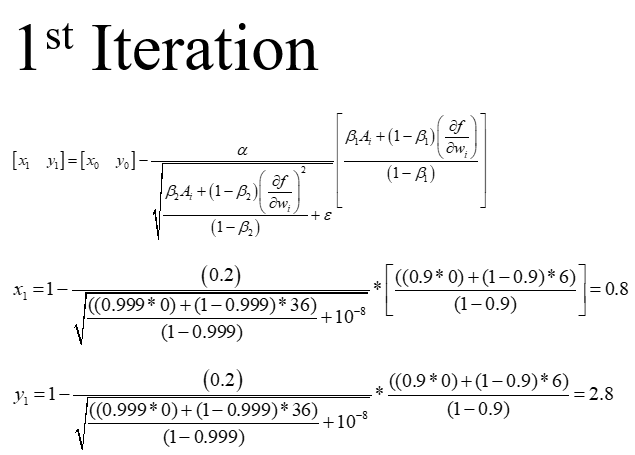 1st Iteration
[x₁ y₁]=[x₀ y₀]− α / √((β₂Aᵢ+(1−β₂)(∂f/∂wᵢ)²)/(1−β₂)+ε) [(β₁Aᵢ+(1−β₁)(∂f/∂wᵢ))/(1−β₁)]
x₁ =1− (0.2) / √(((0.999*0)+(1−0.999)*36)/(1−0.999)+10⁻⁸) * [((0.9*0)+(1−0.9)*6)/(1−0.9)] = 0.8
y₁ =1− (0.2) / √(((0.999*0)+(1−0.999)*36)/(1−0.999)+10⁻⁸) * ((0.9*0)+(1−0.9)*6)/(1−0.9) = 2.8